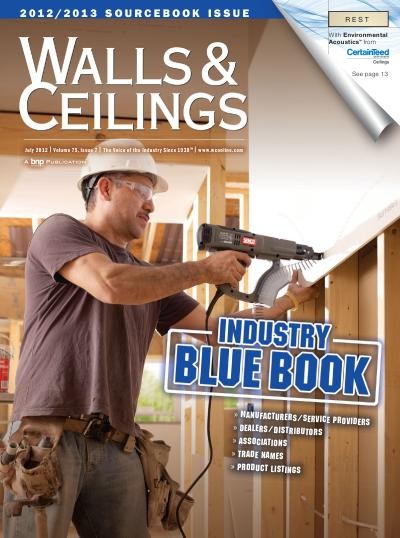 2012/2013 SOURCEBOOK ISSUE
REST
With Environmental
Acoustics™ from
CertainTeed
Ceilings
See page 13
WALLS &
CEILINGS
July 2012 | Volume 75, Issue 7 | The Voice of the Industry Since 1938™ | www.wconline.com
A bnp PUBLICATION
INDUSTRY
BLUE BOOK
» MANUFACTURERS/SERVICE PROVIDERS
» DEALERS/DISTRIBUTORS
» ASSOCIATIONS
» TRADE NAMES
» PRODUCT LISTINGS